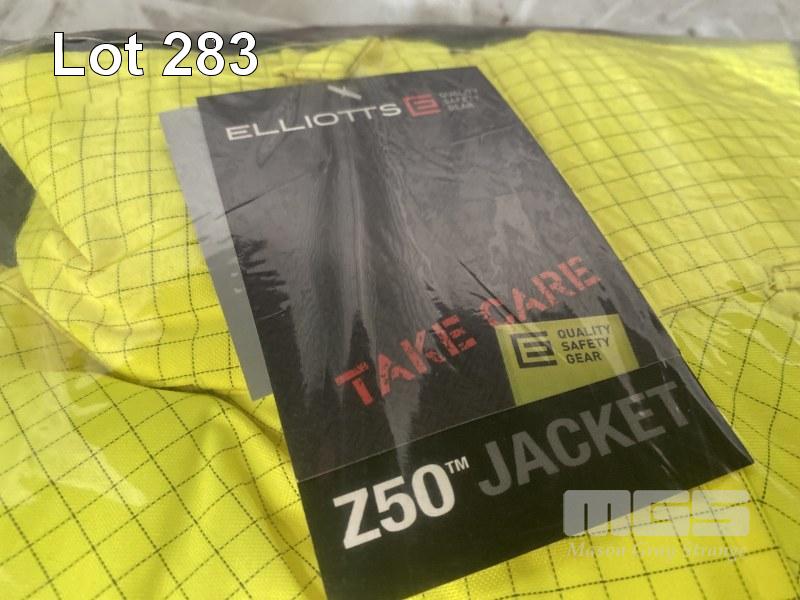 Lot 283
ELLIOTTS E QUALITY SAFETY GEAR
TAKE CARE
E QUALITY SAFETY GEAR
Z50™ JACKET
MGS
Mason Gray Strange